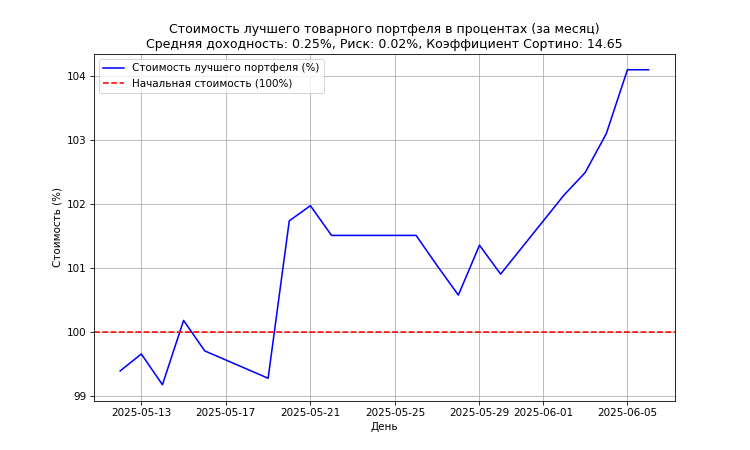 Стоимость лучшего товарного портфеля в процентах (за месяц)
Средняя доходность: 0.25%, Риск: 0.02%, Коэффициент Сортино: 14.65
Стоимость лучшего портфеля (%)
Начальная стоимость (100%)
Стоимость (%)
104
103
102
101
100
99
2025-05-13
2025-05-17
2025-05-21
2025-05-25
2025-05-29
2025-06-01
2025-06-05
День